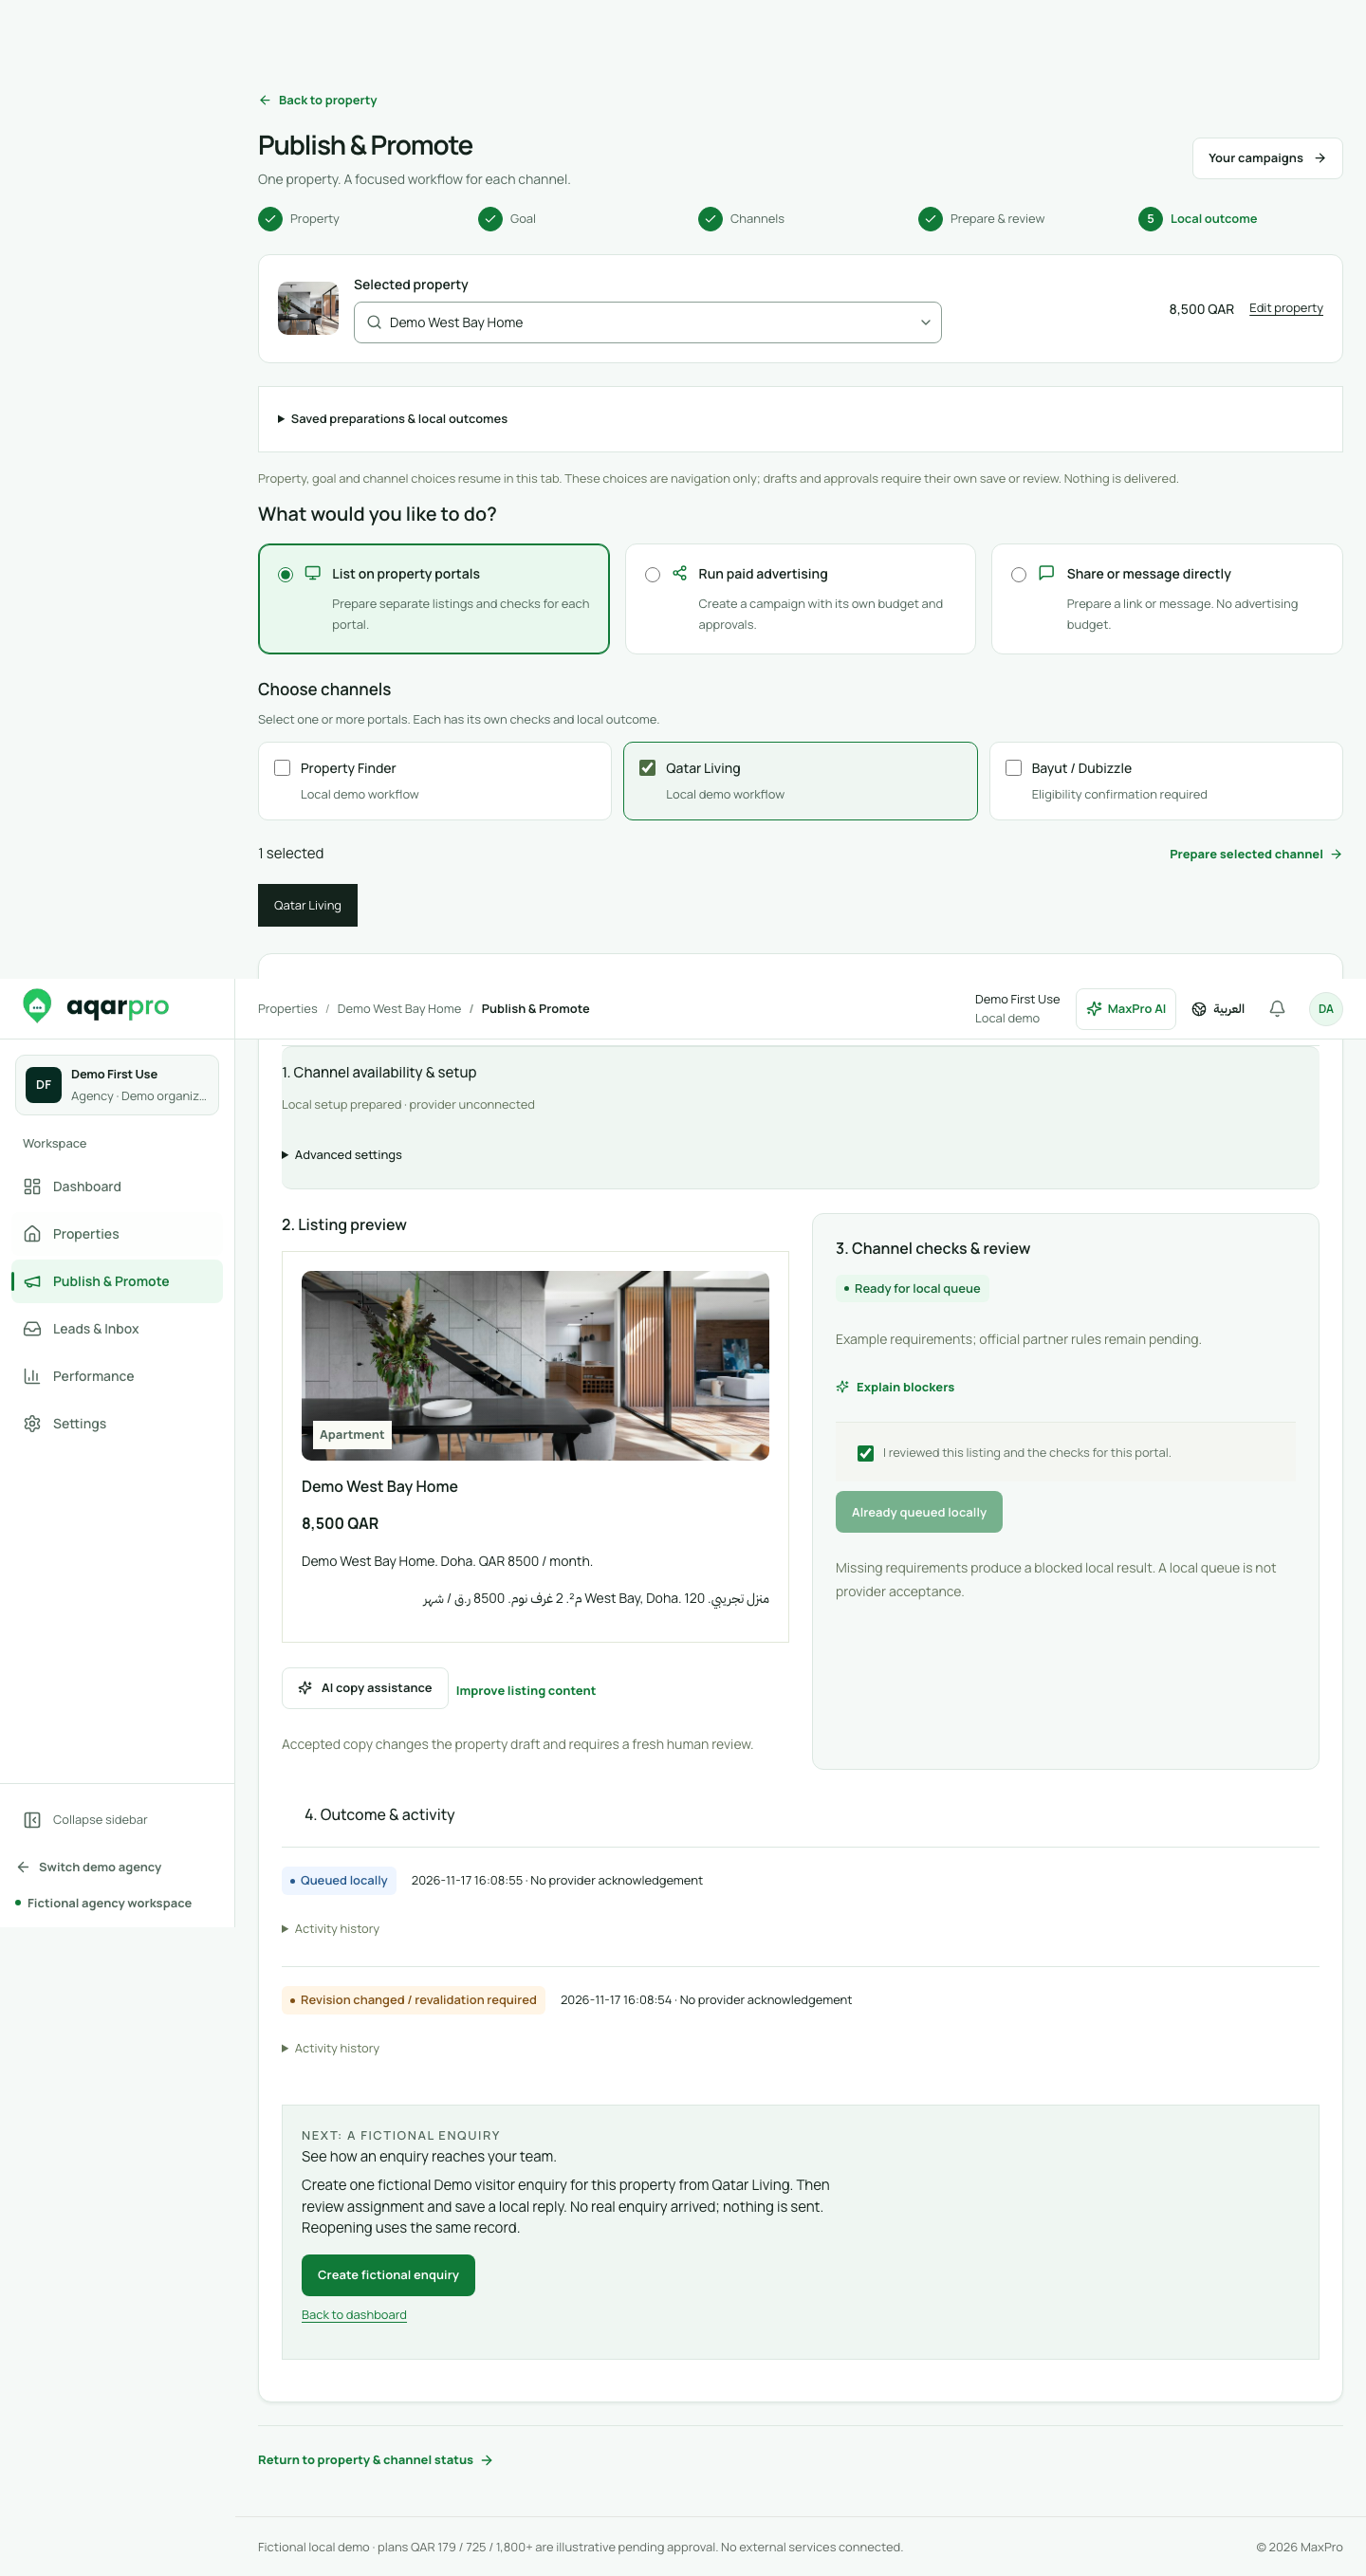 Back to property
Publish & Promote
One property. A focused workflow for each channel.
Your campaigns
Property
Goal
Channels
Prepare & review
5 Local outcome
Selected property
Demo West Bay Home
8,500 QAR
Edit property
Saved preparations & local outcomes
Property, goal and channel choices resume in this tab. These choices are navigation only; drafts and approvals require their own save or review. Nothing is delivered.
What would you like to do?
List on property portals
Prepare separate listings and checks for each
portal.
Run paid advertising
Create a campaign with its own budget and
approvals.
Share or message directly
Prepare a link or message. No advertising
budget.
Choose channels
Select one or more portals. Each has its own checks and local outcome.
Property Finder
Local demo workflow
Qatar Living
Local demo workflow
Bayut / Dubizzle
Eligibility confirmation required
1 selected
Prepare selected channel
Qatar Living
aqarpro
Properties / Demo West Bay Home / Publish & Promote
Demo First Use
Local demo
MaxPro AI
العربية
DA
DF
Demo First Use
Agency · Demo organiz...
Workspace
Dashboard
Properties
Publish & Promote
Leads & Inbox
Performance
Settings
Collapse sidebar
Switch demo agency
Fictional agency workspace
1. Channel availability & setup
Local setup prepared · provider unconnected
Advanced settings
2. Listing preview
Apartment
Demo West Bay Home
8,500 QAR
Demo West Bay Home. Doha. QAR 8500 / month.
منزل تجريبي. West Bay, Doha. 120 م². 2 غرف نوم. 8500 ر.ق / شهر
AI copy assistance
Improve listing content
Accepted copy changes the property draft and requires a fresh human review.
3. Channel checks & review
Ready for local queue
Example requirements; official partner rules remain pending.
Explain blockers
I reviewed this listing and the checks for this portal.
Already queued locally
Missing requirements produce a blocked local result. A local queue is not
provider acceptance.
4. Outcome & activity
Queued locally
2026-11-17 16:08:55 · No provider acknowledgement
Activity history
Revision changed / revalidation required
2026-11-17 16:08:54 · No provider acknowledgement
Activity history
NEXT: A FICTIONAL ENQUIRY
See how an enquiry reaches your team.
Create one fictional Demo visitor enquiry for this property from Qatar Living. Then
review assignment and save a local reply. No real enquiry arrived; nothing is sent.
Reopening uses the same record.
Create fictional enquiry
Back to dashboard
Return to property & channel status
Fictional local demo · plans QAR 179 / 725 / 1,800+ are illustrative pending approval. No external services connected.
© 2026 MaxPro